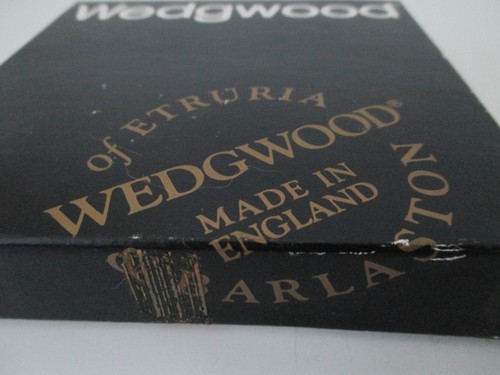 Wedgwood
of ETRURIA
WEDGWOOD®
MADE IN
ENGLAND
& BARLASTON